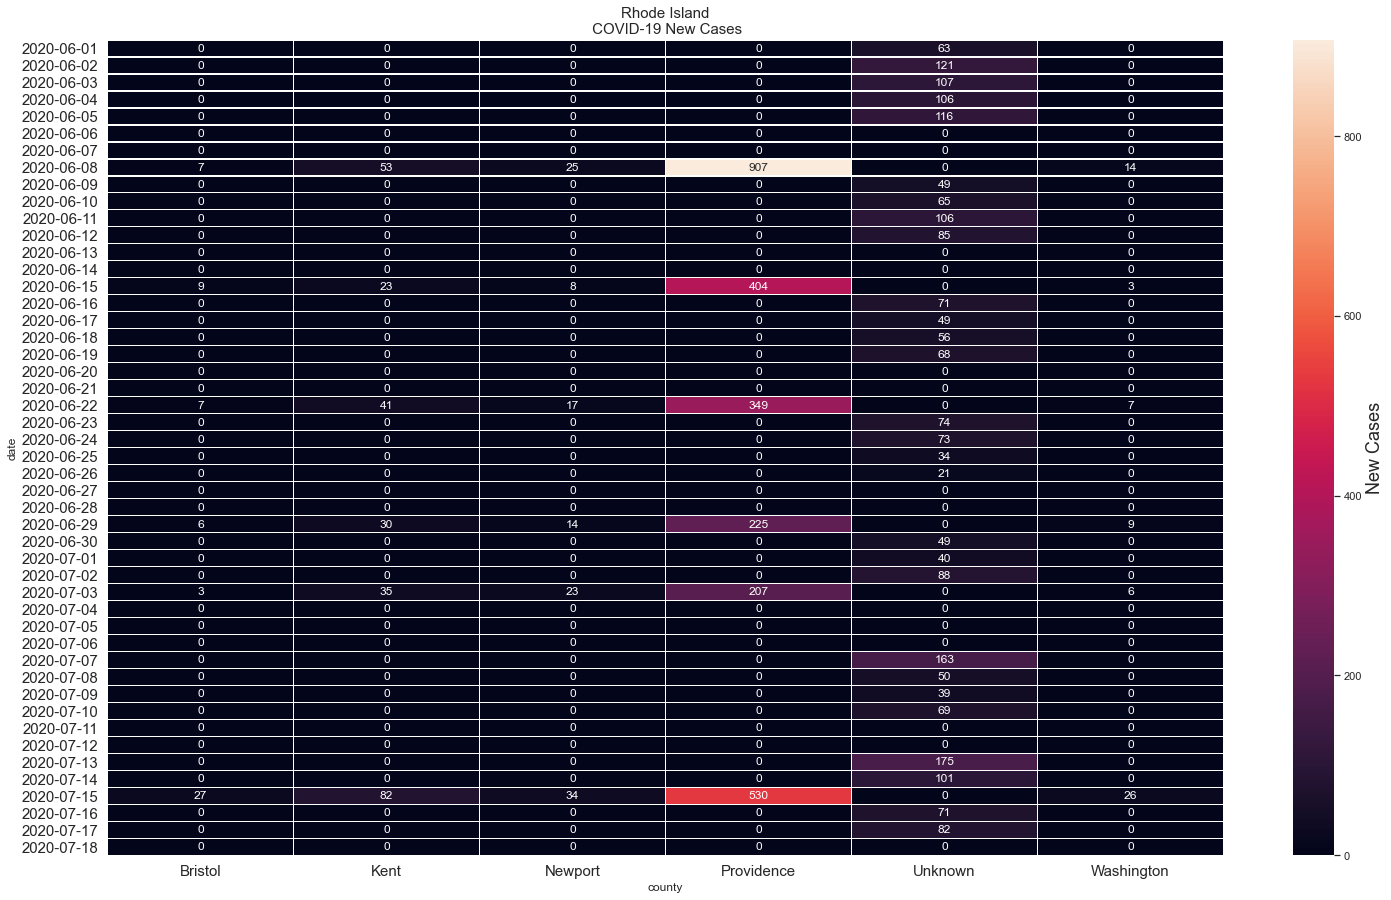 Rhode Island
COVID-19 New Cases
2020-06-01 0 0 0 0 63 0
2020-06-02 0 0 0 0 121 0
2020-06-03 0 0 0 0 107 0
2020-06-04 0 0 0 0 106 0
2020-06-05 0 0 0 0 116 0
2020-06-06 0 0 0 0 0 0
2020-06-07 0 0 0 0 0 0
2020-06-08 7 53 25 907 0 14
2020-06-09 0 0 0 0 49 0
2020-06-10 0 0 0 0 65 0
2020-06-11 0 0 0 0 106 0
2020-06-12 0 0 0 0 85 0
2020-06-13 0 0 0 0 0 0
2020-06-14 0 0 0 0 0 0
2020-06-15 9 23 8 404 0 3
2020-06-16 0 0 0 0 71 0
2020-06-17 0 0 0 0 49 0
2020-06-18 0 0 0 0 56 0
2020-06-19 0 0 0 0 68 0
2020-06-20 0 0 0 0 0 0
2020-06-21 0 0 0 0 0 0
2020-06-22 7 41 17 349 0 7
2020-06-23 0 0 0 0 74 0
2020-06-24 0 0 0 0 73 0
2020-06-25 0 0 0 0 34 0
2020-06-26 0 0 0 0 21 0
2020-06-27 0 0 0 0 0 0
2020-06-28 0 0 0 0 0 0
2020-06-29 6 30 14 225 0 9
2020-06-30 0 0 0 0 49 0
2020-07-01 0 0 0 0 40 0
2020-07-02 0 0 0 0 88 0
2020-07-03 3 35 23 207 0 6
2020-07-04 0 0 0 0 0 0
2020-07-05 0 0 0 0 0 0
2020-07-06 0 0 0 0 0 0
2020-07-07 0 0 0 0 163 0
2020-07-08 0 0 0 0 50 0
2020-07-09 0 0 0 0 39 0
2020-07-10 0 0 0 0 69 0
2020-07-11 0 0 0 0 0 0
2020-07-12 0 0 0 0 0 0
2020-07-13 0 0 0 0 175 0
2020-07-14 0 0 0 0 101 0
2020-07-15 27 82 34 530 0 26
2020-07-16 0 0 0 0 71 0
2020-07-17 0 0 0 0 82 0
2020-07-18 0 0 0 0 0 0
Bristol Kent Newport Providence Unknown Washington
county
date
800
600
400
200
0
New Cases